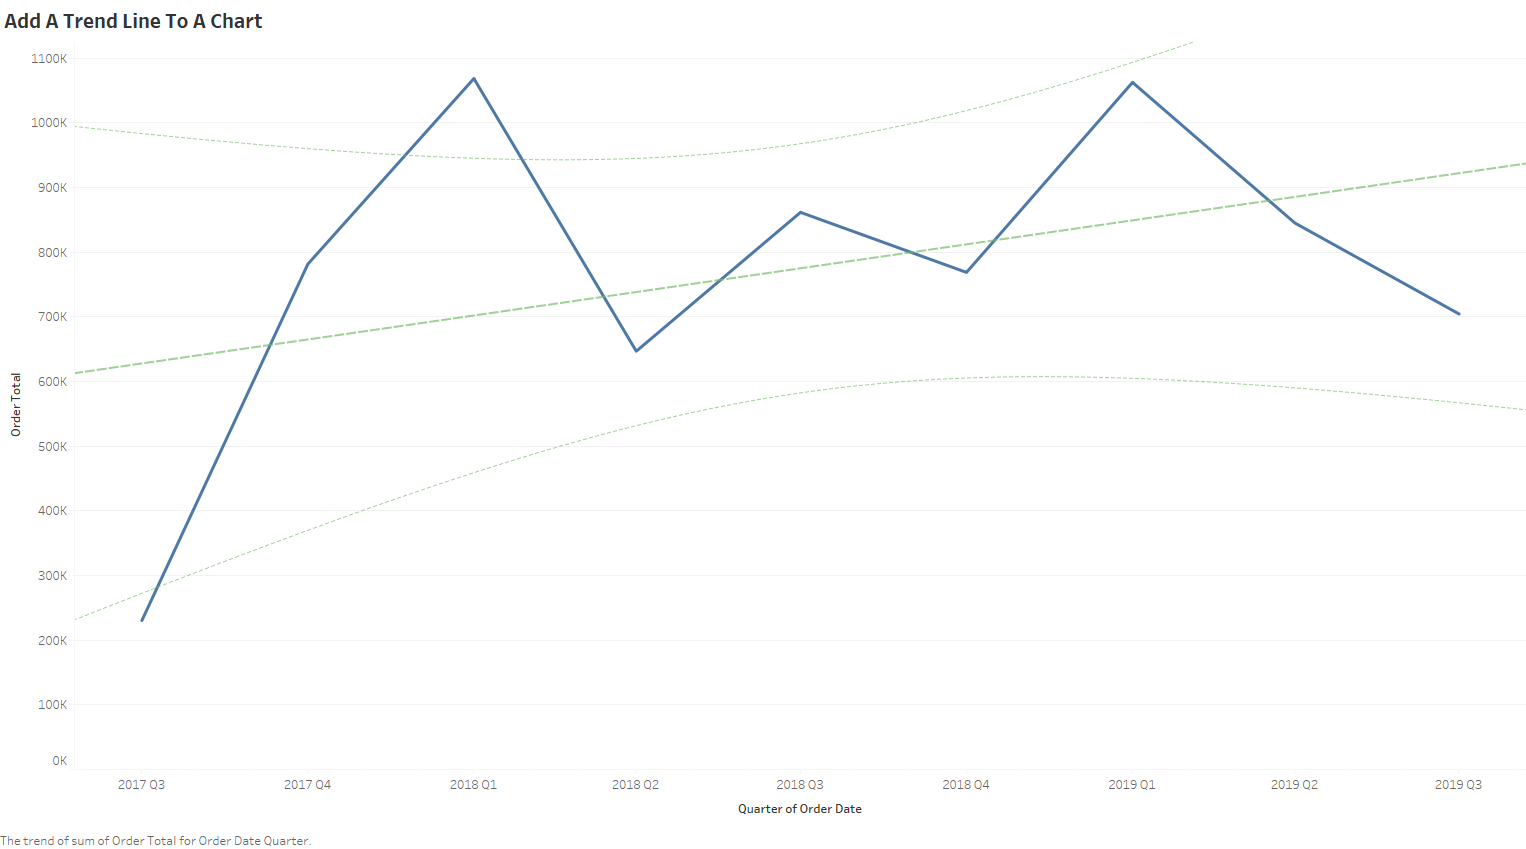 Add A Trend Line To A Chart
1100K
1000K
900K
800K
700K
600K
500K
400K
300K
200K
100K
0K
Order Total
2017 Q3 2017 Q4 2018 Q1 2018 Q2 2018 Q3 2018 Q4 2019 Q1 2019 Q2 2019 Q3
Quarter of Order Date
The trend of sum of Order Total for Order Date Quarter.